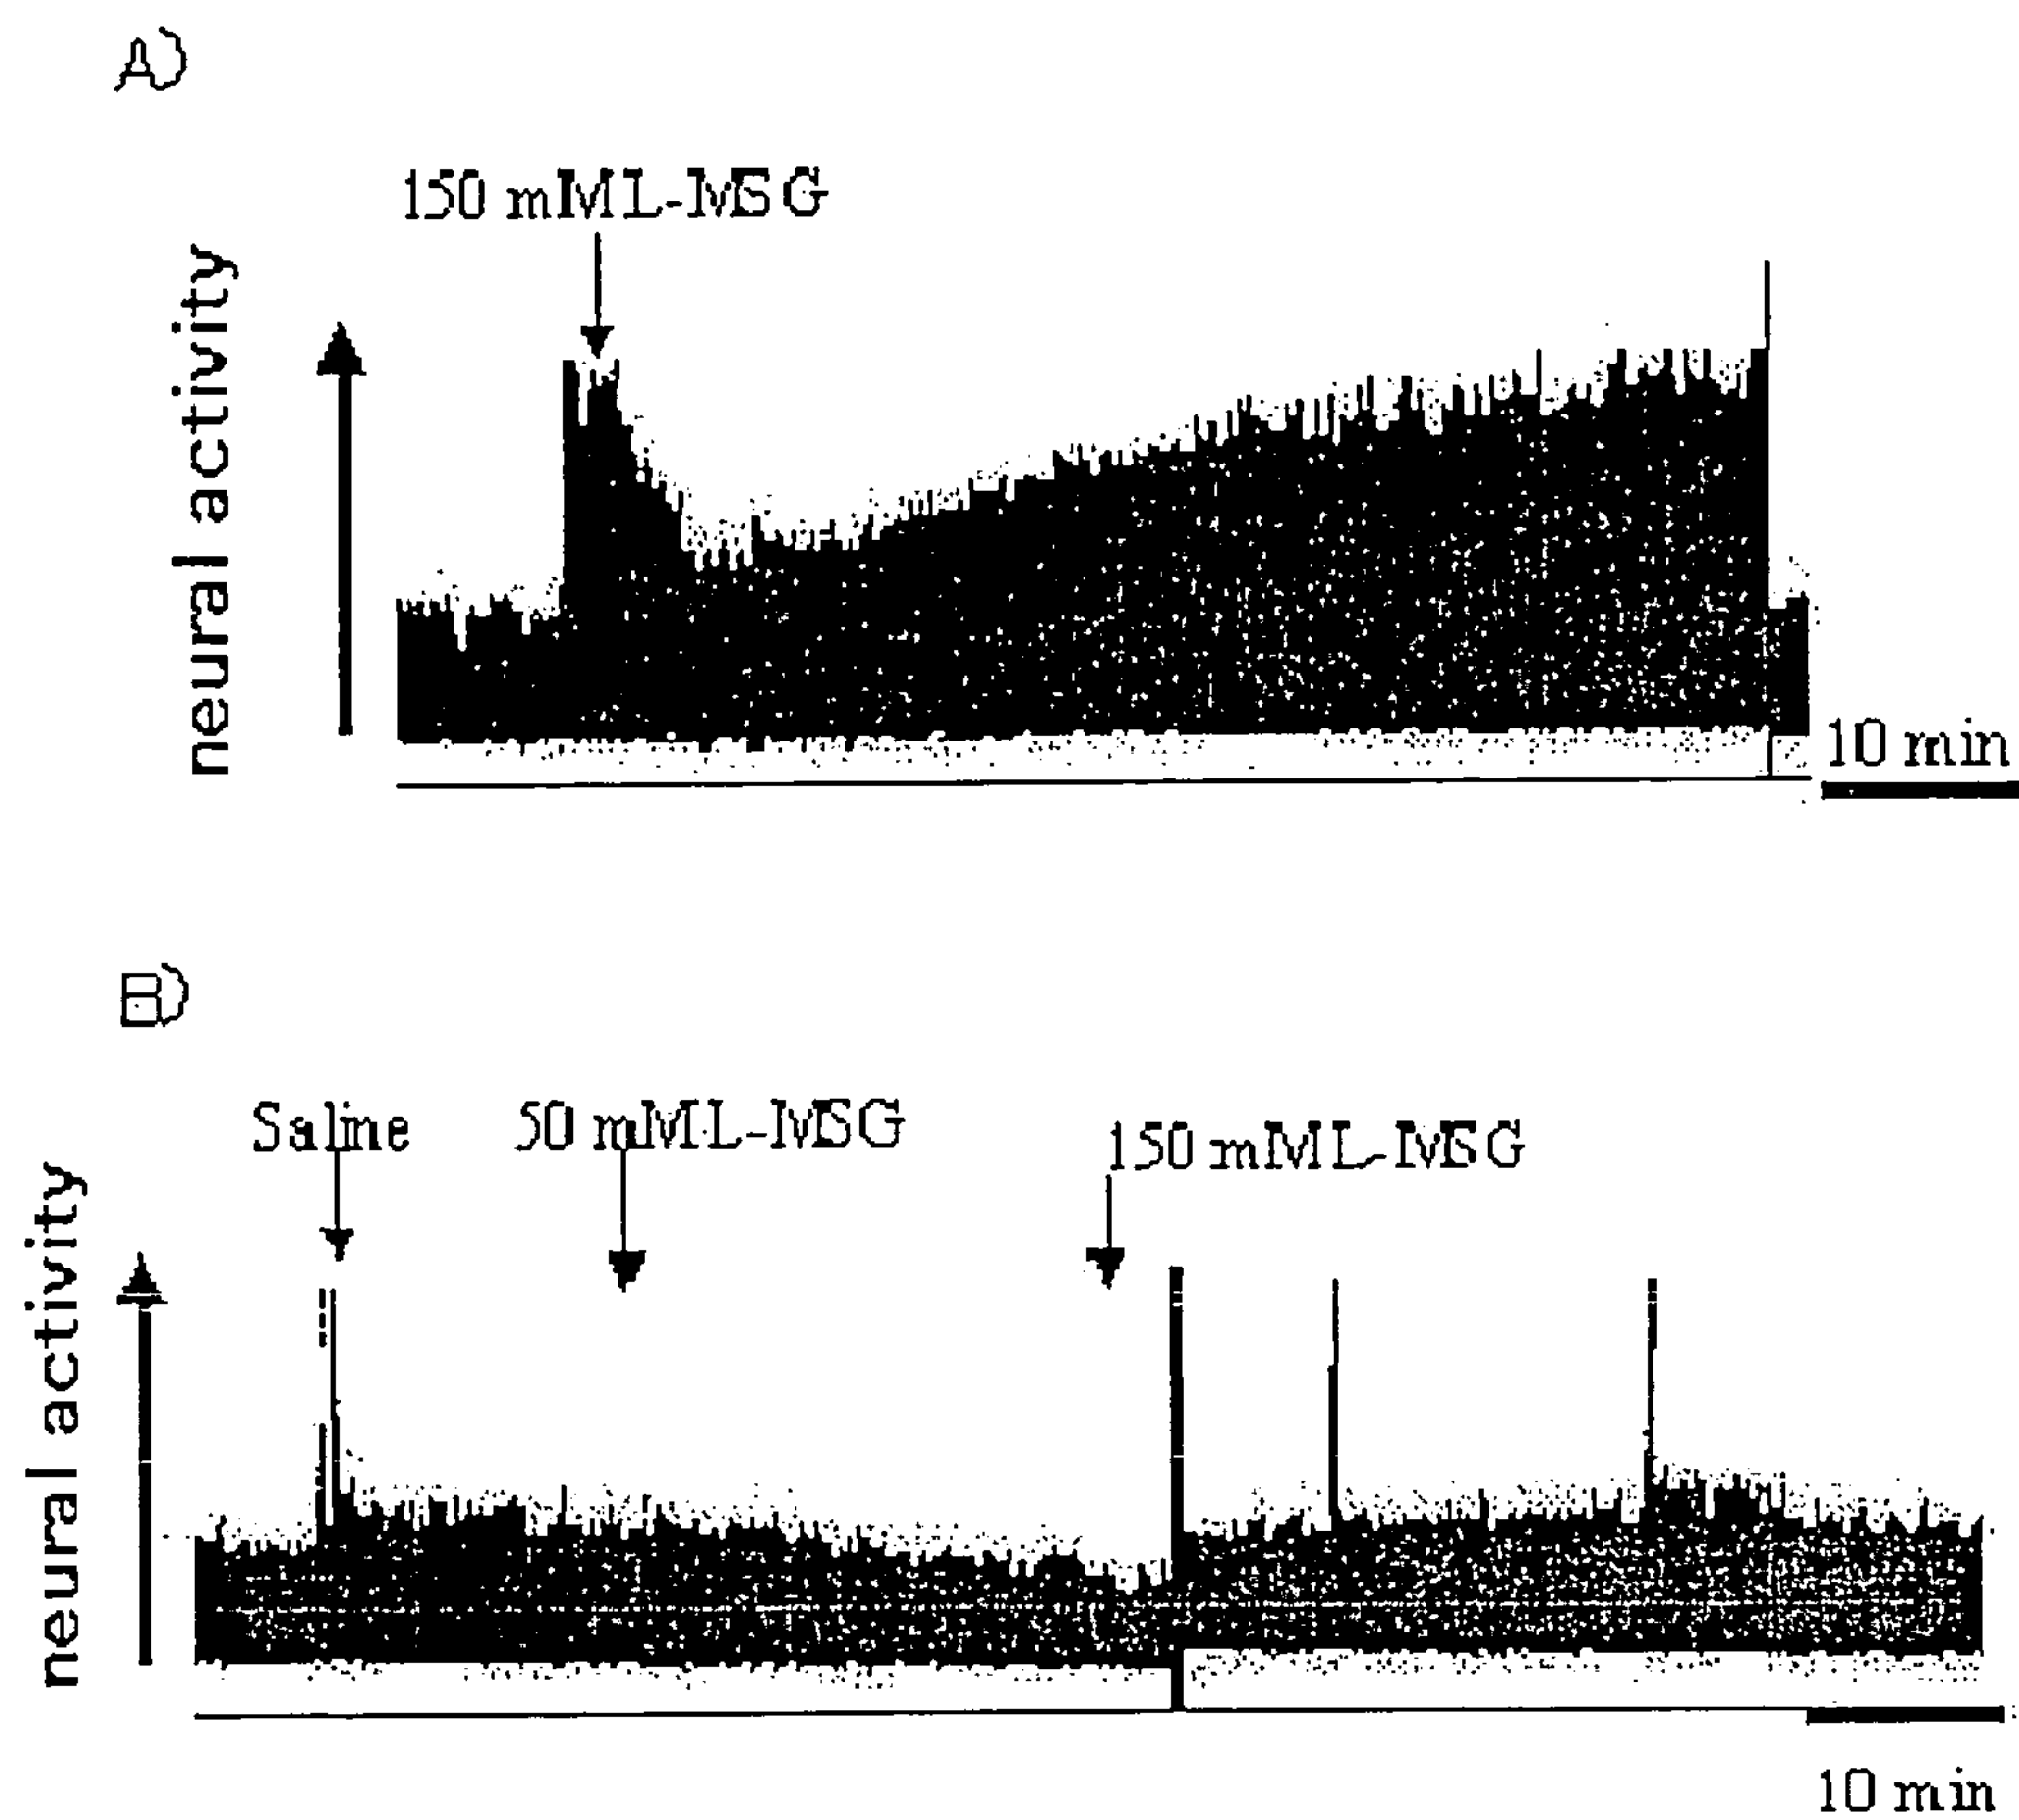 A)
150 mM L-MSG
neural activity
10 min
B)
Saline
50 mM L-MSG
150 mM L-MSG
neural activity
10 min